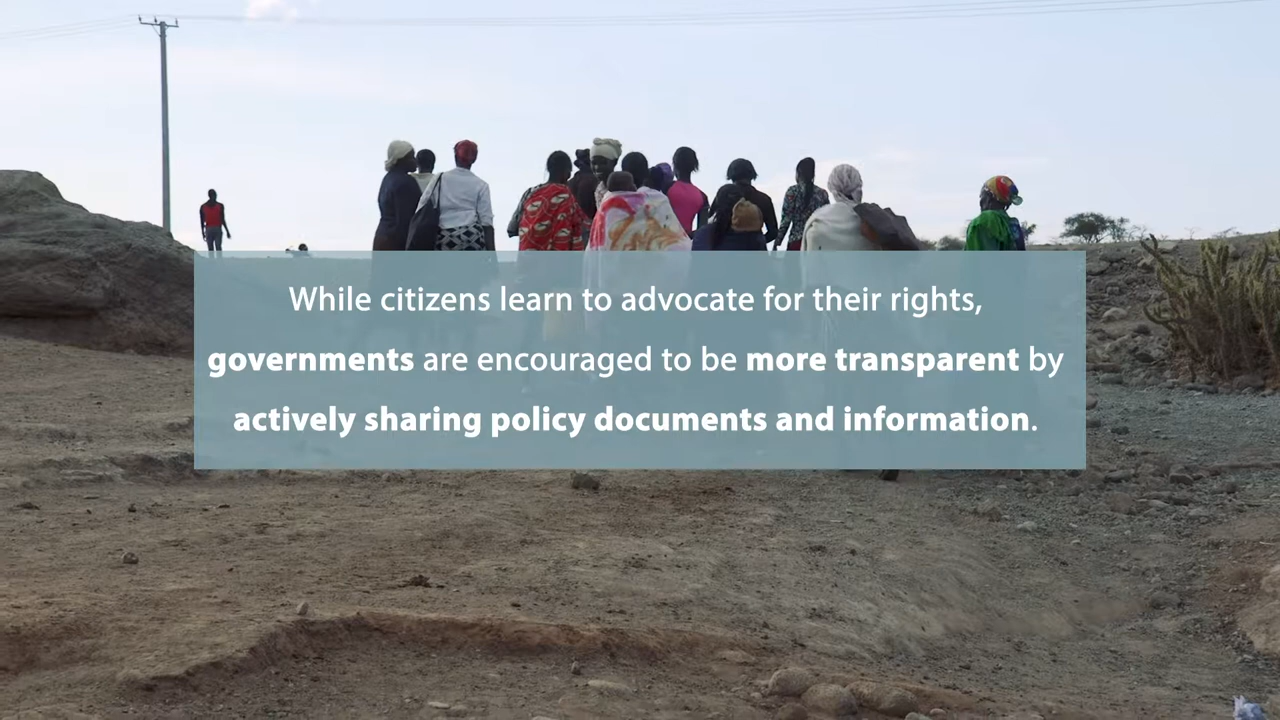 While citizens learn to advocate for their rights,
governments are encouraged to be more transparent by
actively sharing policy documents and information.